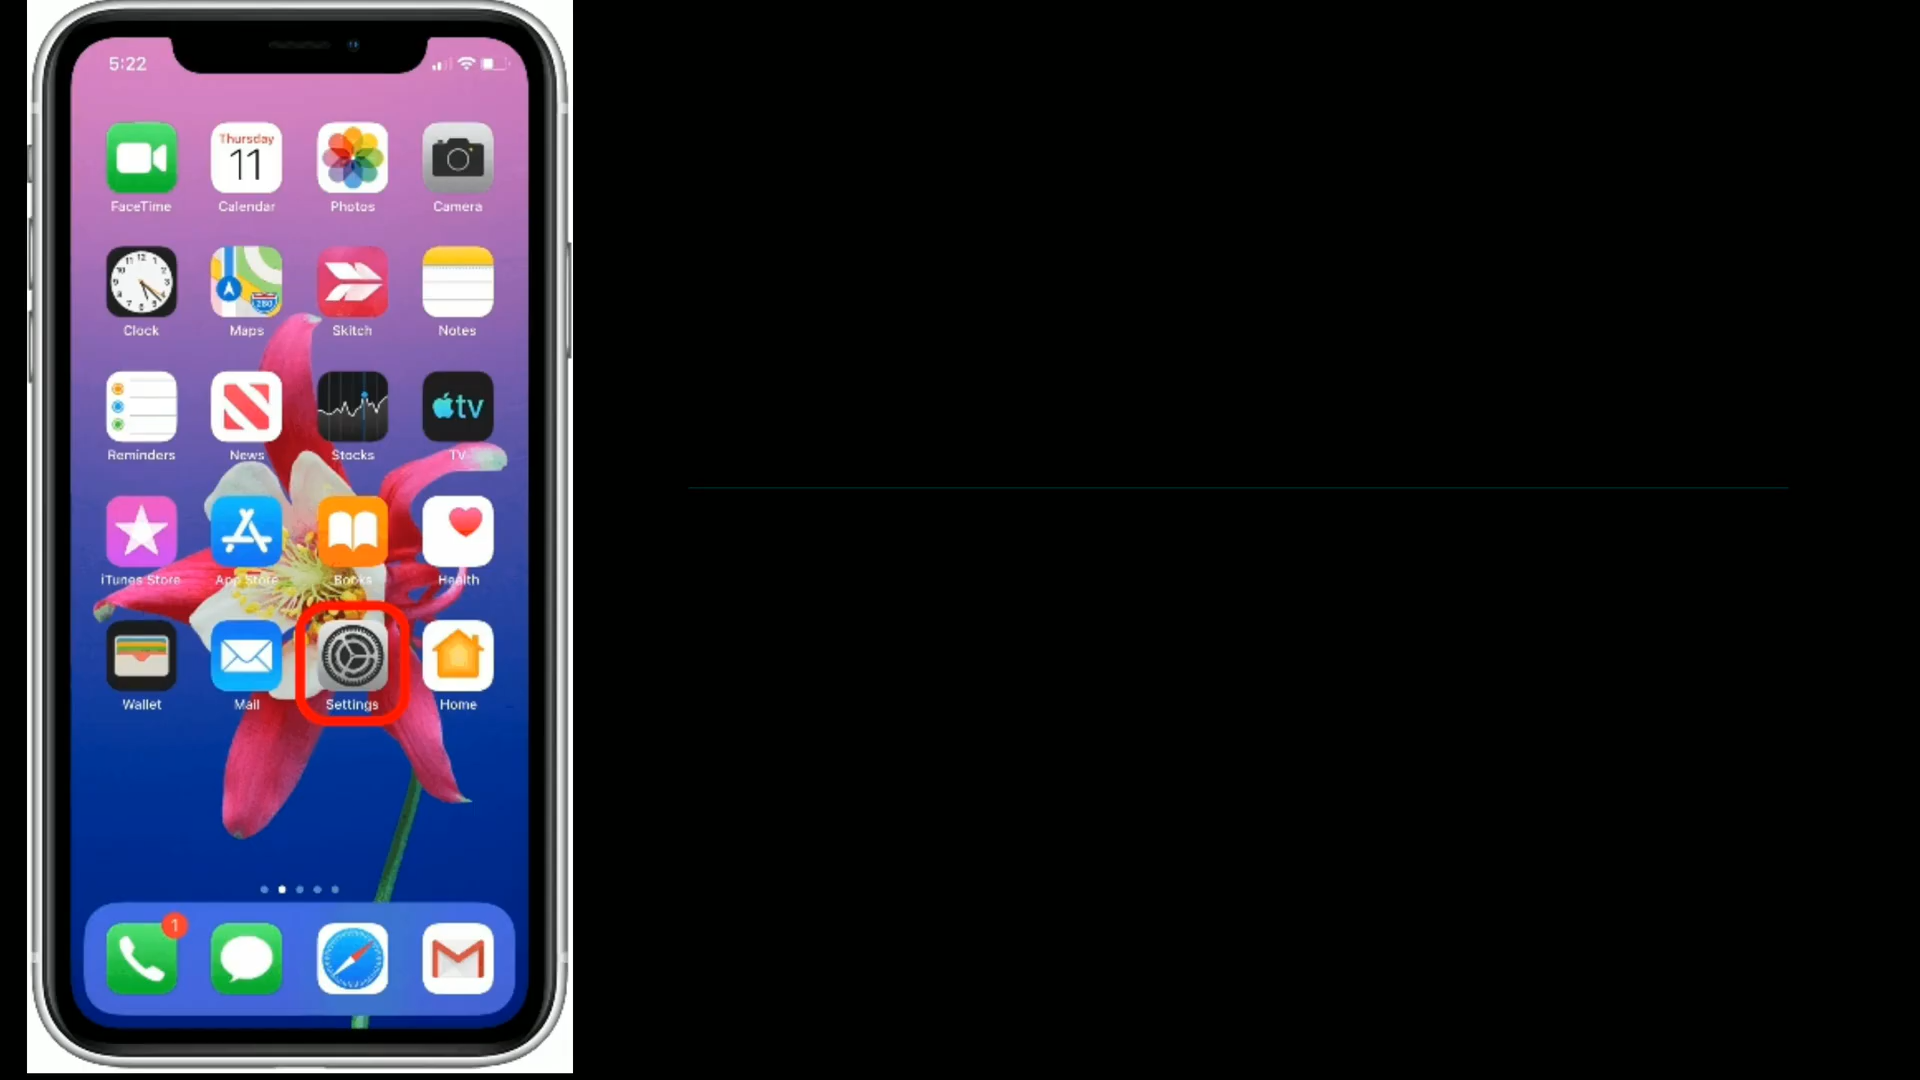 5:22
Thursday
11
FaceTime Calendar Photos Camera
280
Clock Maps Skitch Notes
tv
Reminders News Stocks TV
iTunes Store App Store Books Health
Wallet Mail Settings Home
1